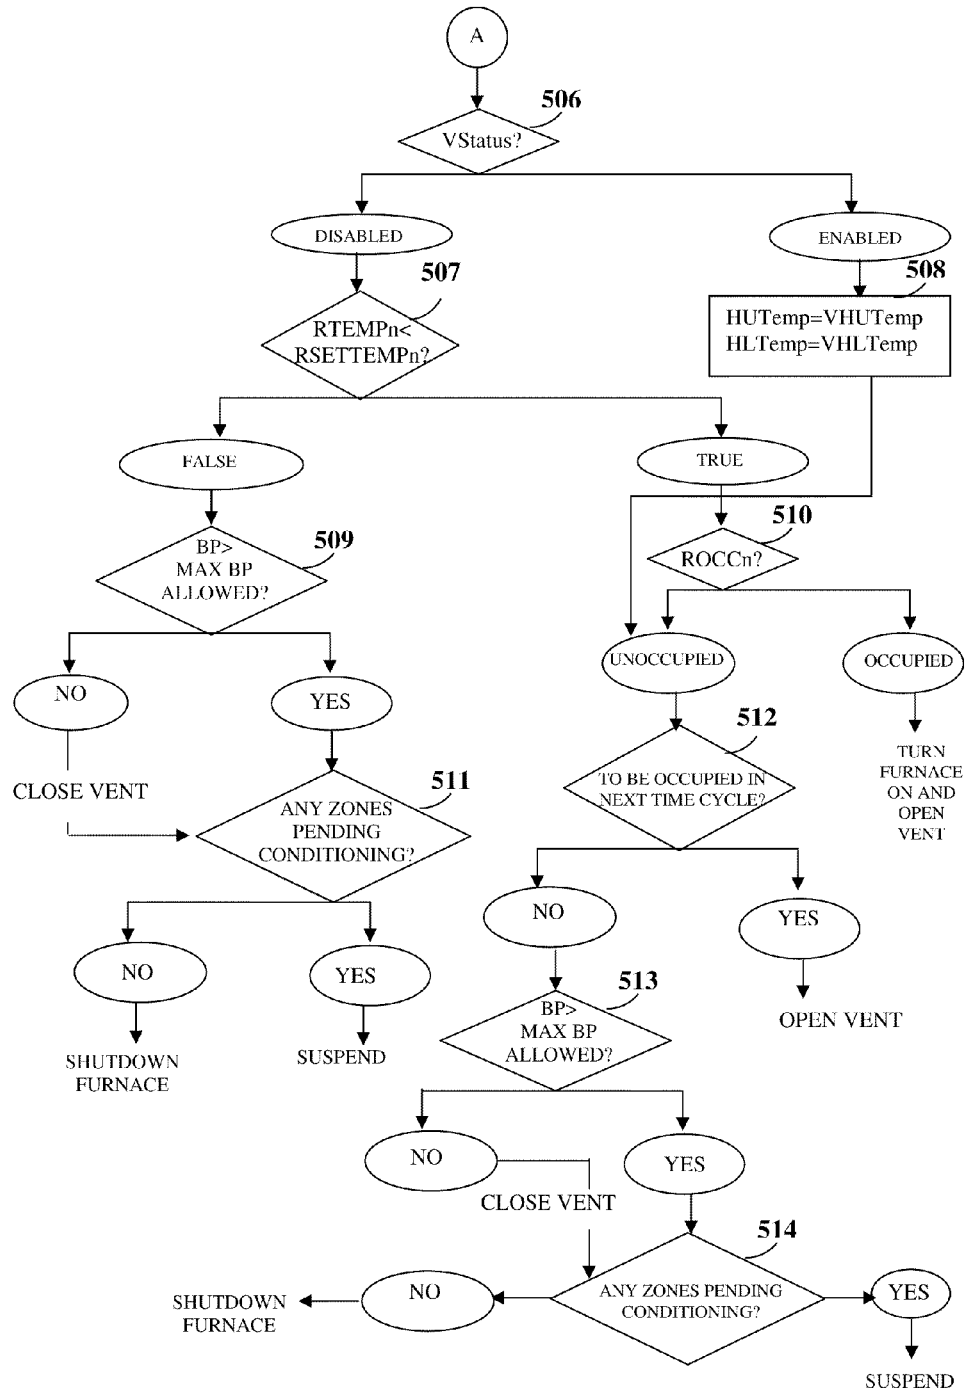 A
506
VStatus?
DISABLED
ENABLED
507
508
RTEMPn<
RSETTEMPn?
HUTemp=VHUTemp
HLTemp=VHLTemp
FALSE
TRUE
509
BP>
MAX BP
ALLOWED?
510
ROCCn?
NO
YES
UNOCCUPIED
OCCUPIED
CLOSE VENT
511
ANY ZONES
PENDING
CONDITIONING?
512
TO BE OCCUPIED IN
NEXT TIME CYCLE?
TURN
FURNACE
ON AND
OPEN
VENT
NO
YES
NO
YES
SHUTDOWN
FURNACE
SUSPEND
513
BP>
MAX BP
ALLOWED?
OPEN VENT
NO
YES
CLOSE VENT
514
ANY ZONES PENDING
CONDITIONING?
NO
YES
SHUTDOWN
FURNACE
SUSPEND